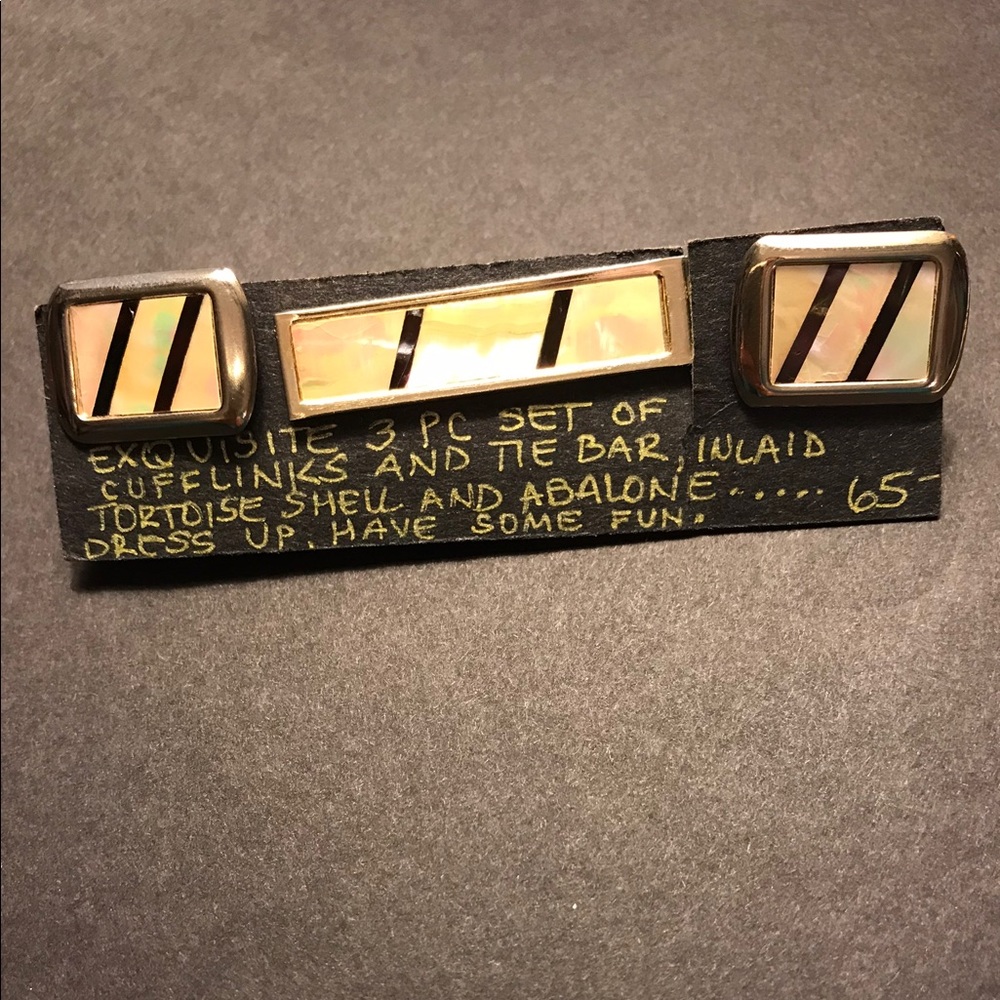 EXQUISITE 3 PC SET OF
CUFFLINKS AND TIE BAR, INLAID
TORTOISE SHELL AND ABALONE...... 65-
DRESS UP. HAVE SOME FUN.